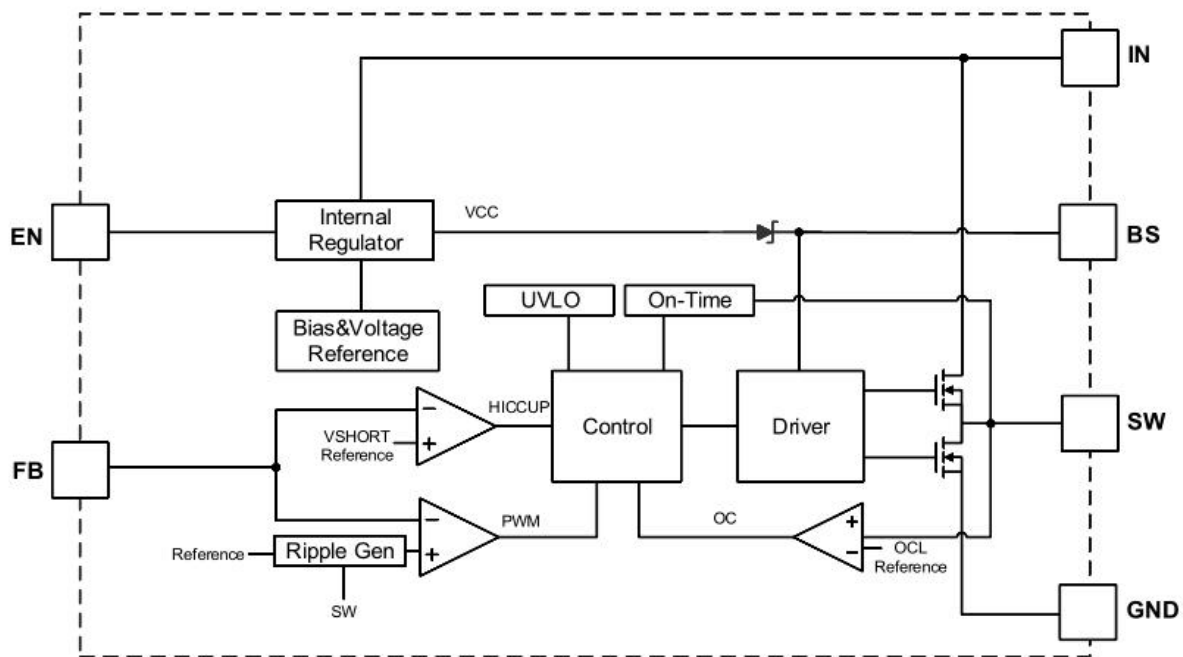 IN
EN
Internal
Regulator
VCC
BS
UVLO
On-Time
Bias&Voltage
Reference
HICCUP
−
+
VSHORT
Reference
Control
Driver
SW
FB
−
+
PWM
OC
+
−
OCL
Reference
Reference
Ripple Gen
SW
GND